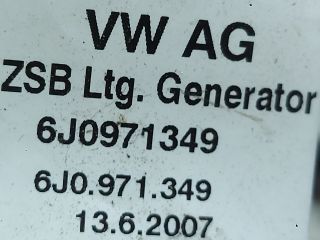 VW AG
ZSB Ltg. Generator
6J0971349
6J0.971.349
13.6.2007